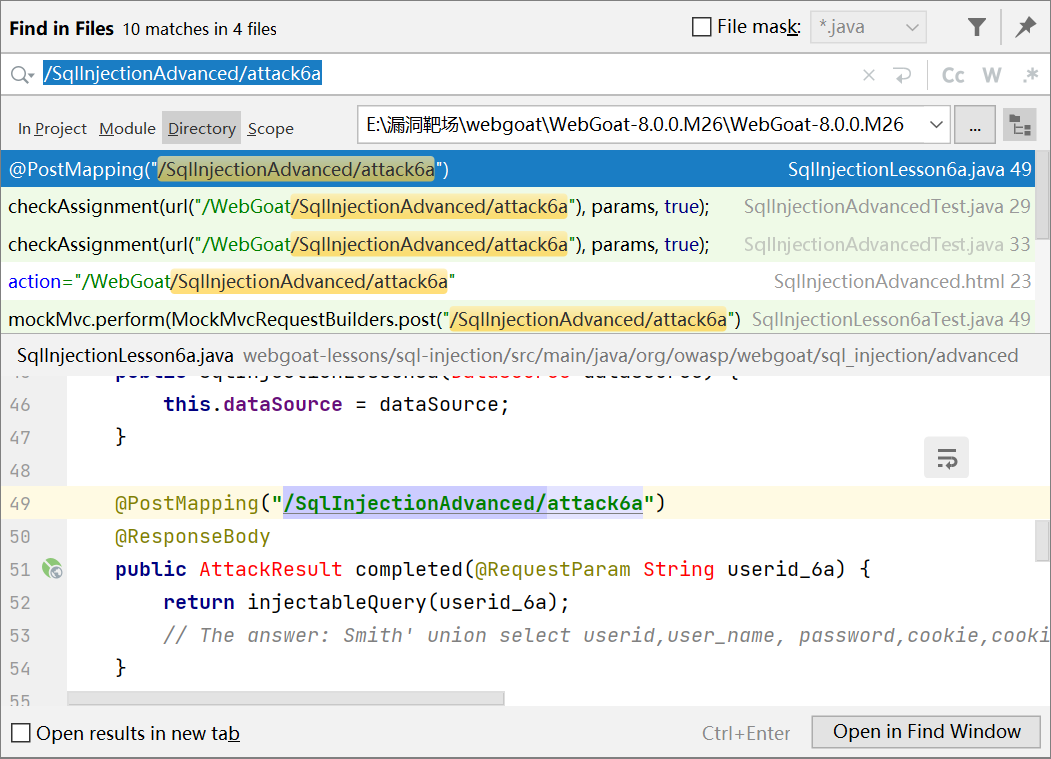 Find in Files 10 matches in 4 files File mask: *.java
/SqlInjectionAdvanced/attack6a Cc W .*
In Project Module Directory Scope E:\漏洞靶场\webgoat\WebGoat-8.0.0.M26\WebGoat-8.0.0.M26 ...
@PostMapping("/SqlInjectionAdvanced/attack6a") SqlInjectionLesson6a.java 49
checkAssignment(url("/WebGoat/SqlInjectionAdvanced/attack6a"), params, true); SqlInjectionAdvancedTest.java 29
checkAssignment(url("/WebGoat/SqlInjectionAdvanced/attack6a"), params, true); SqlInjectionAdvancedTest.java 33
action="/WebGoat/SqlInjectionAdvanced/attack6a" SqlInjectionAdvanced.html 23
mockMvc.perform(MockMvcRequestBuilders.post("/SqlInjectionAdvanced/attack6a") SqlInjectionLesson6aTest.java 49
SqlInjectionLesson6a.java webgoat-lessons/sql-injection/src/main/java/org/owasp/webgoat/sql_injection/advanced
46 this.dataSource = dataSource;
47 }
48
49 @PostMapping("/SqlInjectionAdvanced/attack6a")
50 @ResponseBody
51 public AttackResult completed(@RequestParam String userid_6a) {
52 return injectableQuery(userid_6a);
53 // The answer: Smith' union select userid,user_name, password,cookie,cooki
54 }
55
Open results in new tab Ctrl+Enter Open in Find Window